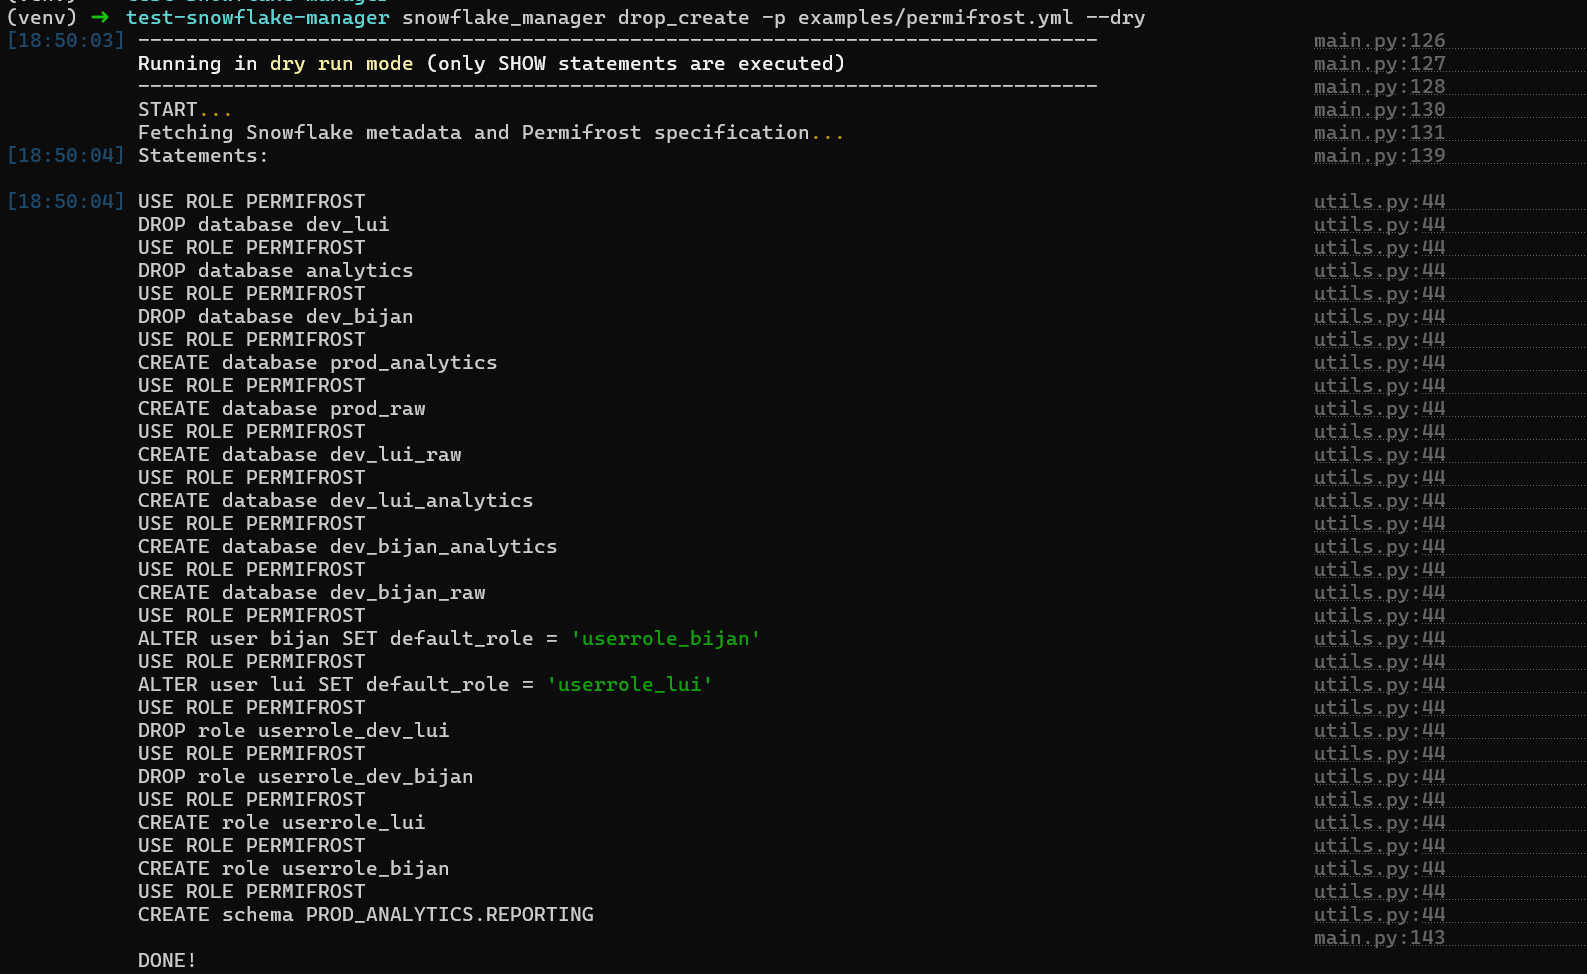 (venv) ➜ test-snowflake-manager snowflake_manager drop_create -p examples/permifrost.yml --dry
[18:50:03] -------------------------------------------------------------------------------- main.py:126
Running in dry run mode (only SHOW statements are executed) main.py:127
-------------------------------------------------------------------------------- main.py:128
START... main.py:130
Fetching Snowflake metadata and Permifrost specification... main.py:131
[18:50:04] Statements: main.py:139
[18:50:04] USE ROLE PERMIFROST utils.py:44
DROP database dev_lui utils.py:44
USE ROLE PERMIFROST utils.py:44
DROP database analytics utils.py:44
USE ROLE PERMIFROST utils.py:44
DROP database dev_bijan utils.py:44
USE ROLE PERMIFROST utils.py:44
CREATE database prod_analytics utils.py:44
USE ROLE PERMIFROST utils.py:44
CREATE database prod_raw utils.py:44
USE ROLE PERMIFROST utils.py:44
CREATE database dev_lui_raw utils.py:44
USE ROLE PERMIFROST utils.py:44
CREATE database dev_lui_analytics utils.py:44
USE ROLE PERMIFROST utils.py:44
CREATE database dev_bijan_analytics utils.py:44
USE ROLE PERMIFROST utils.py:44
CREATE database dev_bijan_raw utils.py:44
USE ROLE PERMIFROST utils.py:44
ALTER user bijan SET default_role = 'userrole_bijan' utils.py:44
USE ROLE PERMIFROST utils.py:44
ALTER user lui SET default_role = 'userrole_lui' utils.py:44
USE ROLE PERMIFROST utils.py:44
DROP role userrole_dev_lui utils.py:44
USE ROLE PERMIFROST utils.py:44
DROP role userrole_dev_bijan utils.py:44
USE ROLE PERMIFROST utils.py:44
CREATE role userrole_lui utils.py:44
USE ROLE PERMIFROST utils.py:44
CREATE role userrole_bijan utils.py:44
USE ROLE PERMIFROST utils.py:44
CREATE schema PROD_ANALYTICS.REPORTING utils.py:44
main.py:143
DONE!